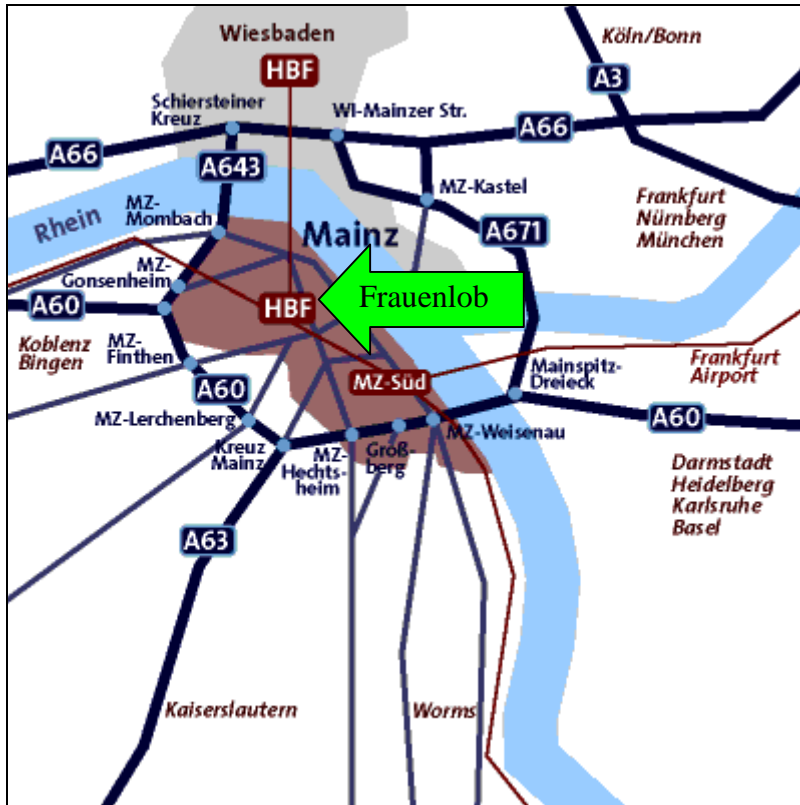 Wiesbaden
HBF
Köln/Bonn
A3
Schiersteiner
Kreuz
WI-Mainzer Str.
A66
A66
A643
MZ-Kastel
MZ-
Mombach
Rhein
Mainz
A671
Frankfurt
Nürnberg
München
MZ-
Gonsenheim
A60
HBF
Frauenlob
Koblenz
Bingen
MZ-
Finthen
MZ-Süd
Mainspitz-
Dreieck
Frankfurt
Airport
A60
MZ-Lerchenberg
Kreuz
Mainz
MZ-
Hechts-
heim
Groß-
berg
MZ-Weisenau
A60
Darmstadt
Heidelberg
Karlsruhe
Basel
A63
Kaiserslautern
Worms